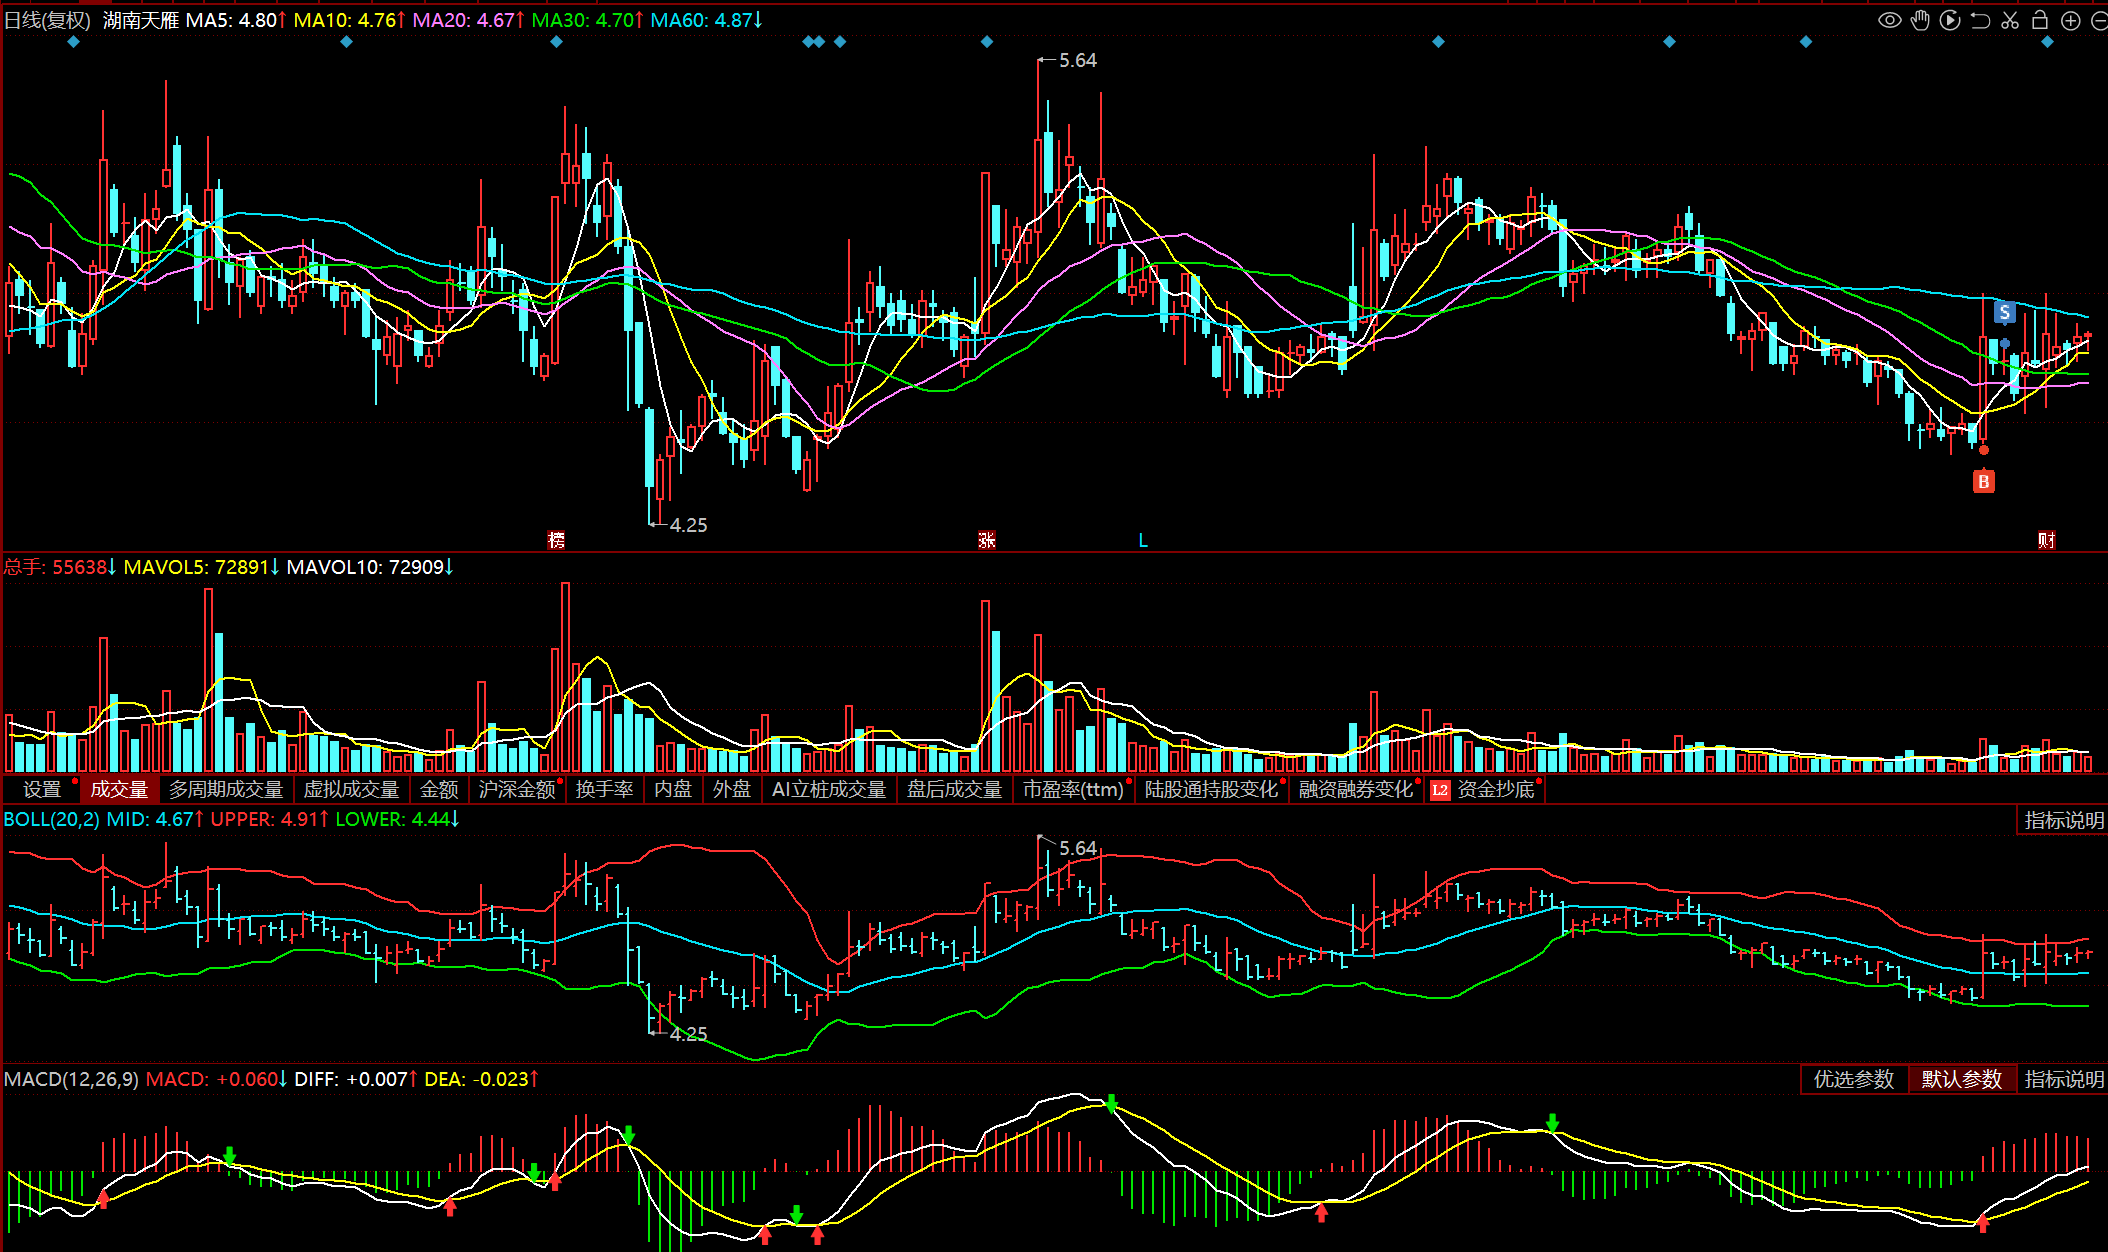 日线(复权) 湖南天雁 MA5: 4.80↑ MA10: 4.76↑ MA20: 4.67↑ MA30: 4.70↑ MA60: 4.87↓
5.64
S
B
4.25
榜 涨 L 财
总手: 55638↓ MAVOL5: 72891↓ MAVOL10: 72909↓
设置 成交量 多周期成交量 虚拟成交量 金额 沪深金额 换手率 内盘 外盘 AI立桩成交量 盘后成交量 市盈率(ttm) 陆股通持股变化 融资融券变化 L2 资金抄底
BOLL(20,2) MID: 4.67↑ UPPER: 4.91↑ LOWER: 4.44↓ 指标说明
5.64
4.25
MACD(12,26,9) MACD: +0.060↓ DIFF: +0.007↑ DEA: -0.023↑ 优选参数 默认参数 指标说明